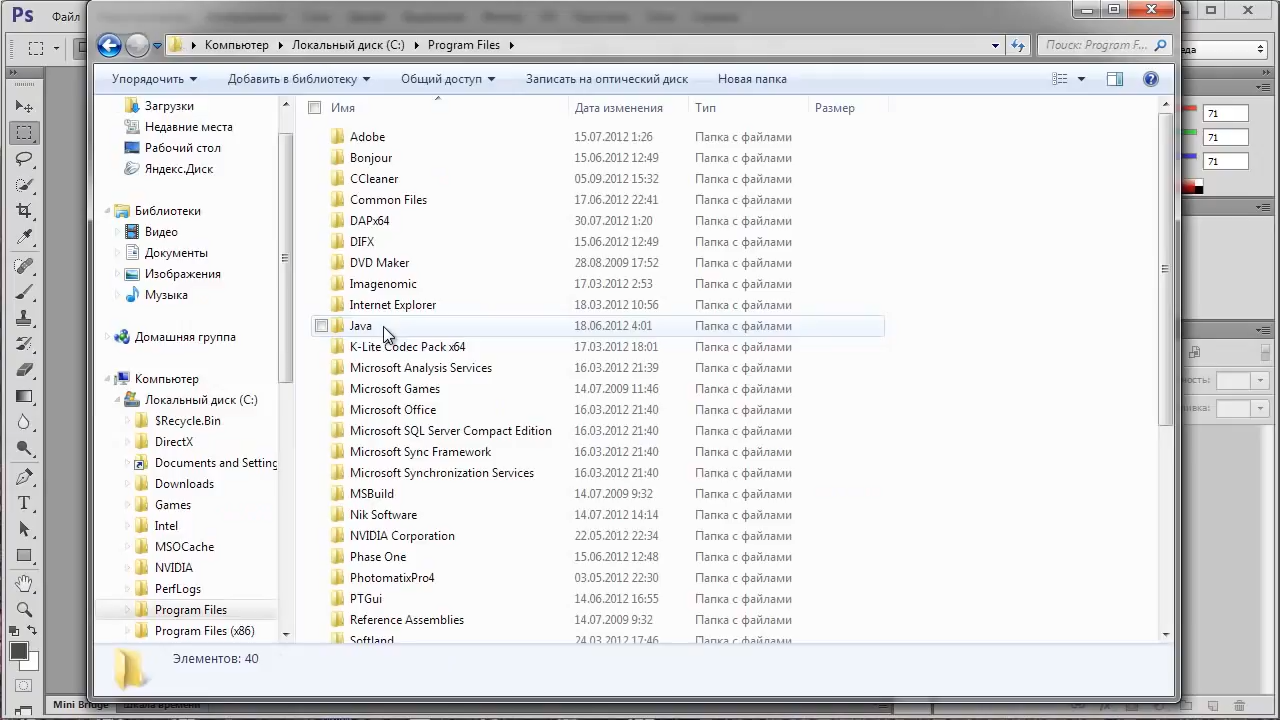 Ps Файл
Компьютер Локальный диск (C:) Program Files
Поиск: Program F...
Упорядочить Добавить в библиотеку Общий доступ Записать на оптический диск Новая папка
Имя Дата изменения Тип Размер
Загрузки
Недавние места
Рабочий стол
Яндекс.Диск
Библиотеки
Видео
Документы
Изображения
Музыка
Домашняя группа
Компьютер
Локальный диск (C:)
$Recycle.Bin
DirectX
Documents and Setting
Downloads
Games
Intel
MSOCache
NVIDIA
PerfLogs
Program Files
Program Files (x86)
Adobe 15.07.2012 1:26 Папка с файлами
Bonjour 15.06.2012 12:49 Папка с файлами
CCleaner 05.09.2012 15:32 Папка с файлами
Common Files 17.06.2012 22:41 Папка с файлами
DAPx64 30.07.2012 1:20 Папка с файлами
DIFX 15.06.2012 12:49 Папка с файлами
DVD Maker 28.08.2009 17:52 Папка с файлами
Imagenomic 17.03.2012 2:53 Папка с файлами
Internet Explorer 18.03.2012 10:56 Папка с файлами
Java 18.06.2012 4:01 Папка с файлами
K-Lite Codec Pack x64 17.03.2012 18:01 Папка с файлами
Microsoft Analysis Services 16.03.2012 21:39 Папка с файлами
Microsoft Games 14.07.2009 11:46 Папка с файлами
Microsoft Office 16.03.2012 21:40 Папка с файлами
Microsoft SQL Server Compact Edition 16.03.2012 21:40 Папка с файлами
Microsoft Sync Framework 16.03.2012 21:40 Папка с файлами
Microsoft Synchronization Services 16.03.2012 21:40 Папка с файлами
MSBuild 14.07.2009 9:32 Папка с файлами
Nik Software 14.07.2012 14:14 Папка с файлами
NVIDIA Corporation 22.05.2012 22:34 Папка с файлами
Phase One 15.06.2012 12:48 Папка с файлами
PhotomatixPro4 03.05.2012 22:30 Папка с файлами
PTGui 14.06.2012 16:55 Папка с файлами
Reference Assemblies 14.07.2009 9:32 Папка с файлами
Softland 24.03.2012 17:46 Папка с файлами
Элементов: 40
71
71
71
Mini Bridge Шкала времени